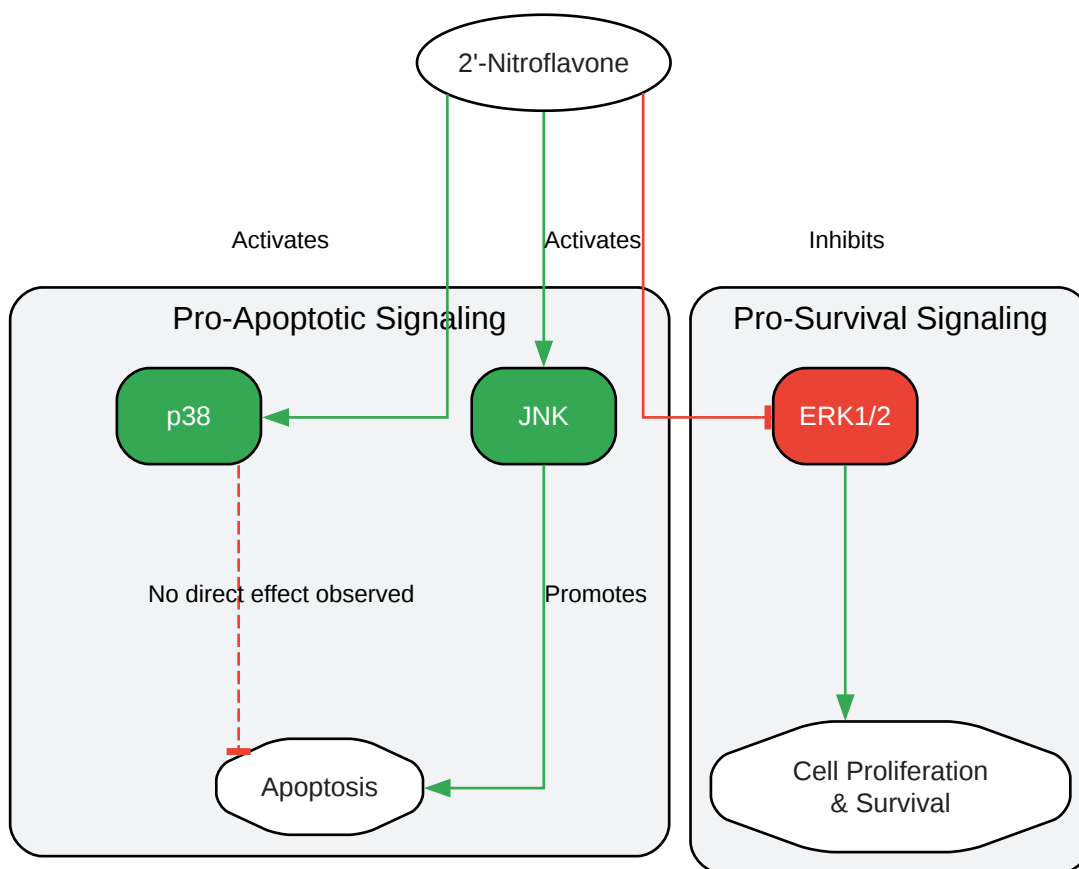 2'-Nitroflavone
Activates
Activates
Inhibits
Pro-Apoptotic Signaling
Pro-Survival Signaling
p38
JNK
ERK1/2
No direct effect observed
Promotes
Apoptosis
Cell Proliferation
& Survival